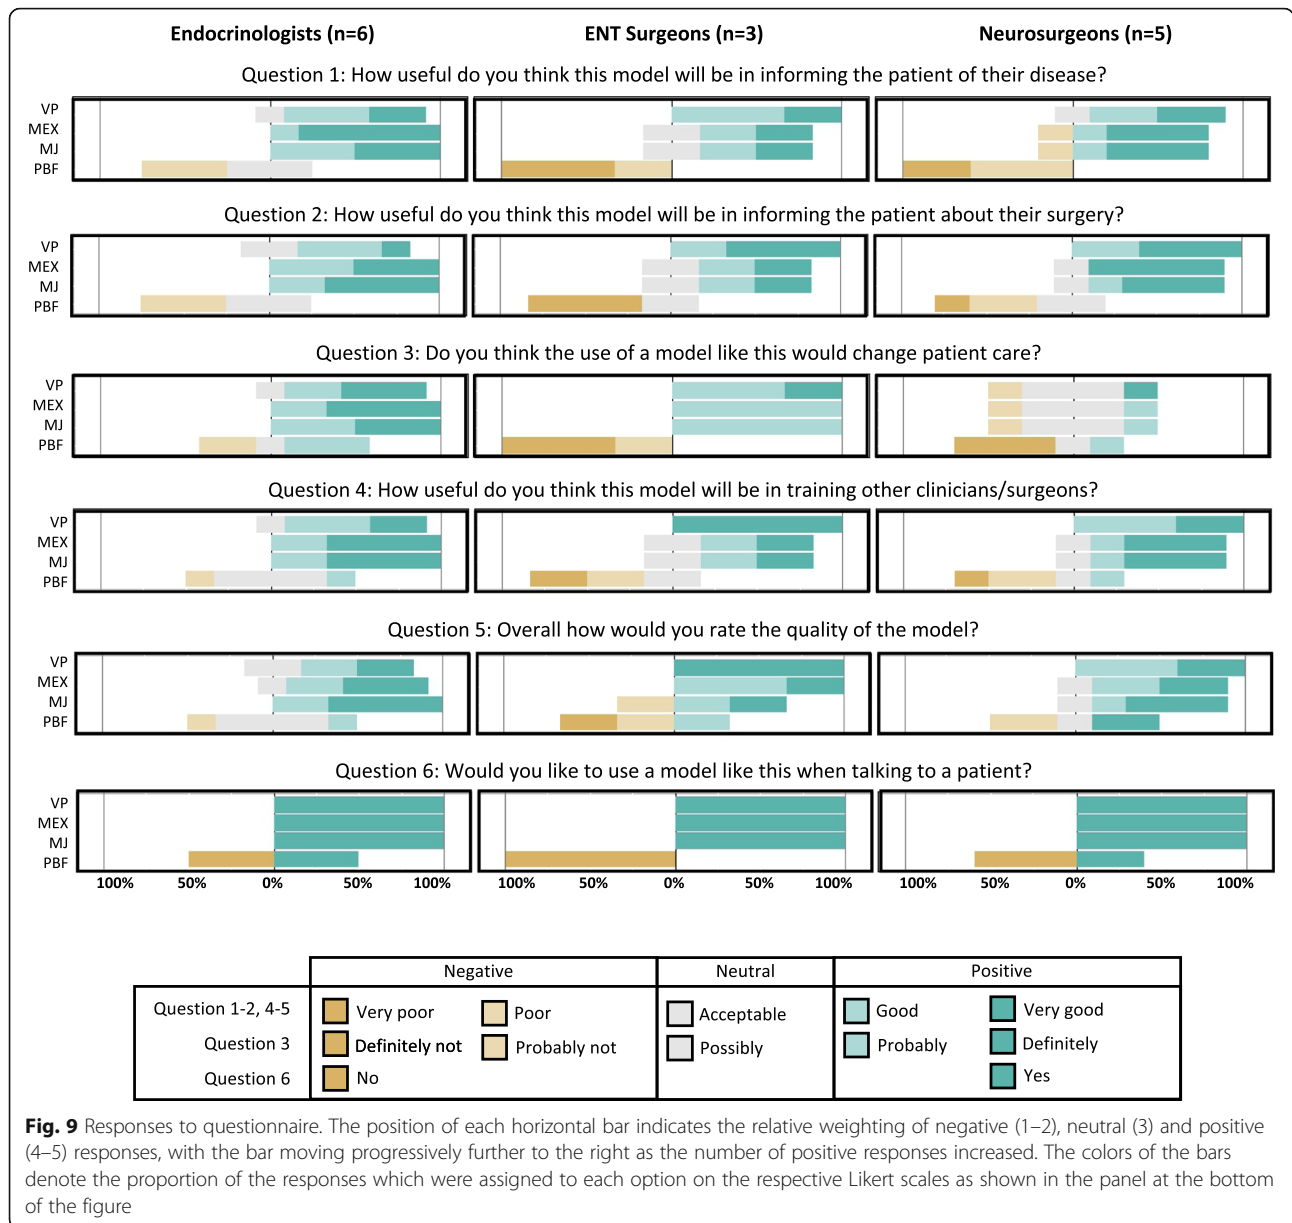 Endocrinologists (n=6) ENT Surgeons (n=3) Neurosurgeons (n=5)
Question 1: How useful do you think this model will be in informing the patient of their disease?
VP
MEX
MJ
PBF
Question 2: How useful do you think this model will be in informing the patient about their surgery?
VP
MEX
MJ
PBF
Question 3: Do you think the use of a model like this would change patient care?
VP
MEX
MJ
PBF
Question 4: How useful do you think this model will be in training other clinicians/surgeons?
VP
MEX
MJ
PBF
Question 5: Overall how would you rate the quality of the model?
VP
MEX
MJ
PBF
Question 6: Would you like to use a model like this when talking to a patient?
VP
MEX
MJ
PBF
100% 50% 0% 50% 100% 100% 50% 0% 50% 100% 100% 50% 0% 50% 100%
Negative Neutral Positive
Question 1-2, 4-5 Very poor Poor Acceptable Good Very good
Question 3 Definitely not Probably not Possibly Probably Definitely
Question 6 No Yes
Fig. 9 Responses to questionnaire. The position of each horizontal bar indicates the relative weighting of negative (1–2), neutral (3) and positive
(4–5) responses, with the bar moving progressively further to the right as the number of positive responses increased. The colors of the bars
denote the proportion of the responses which were assigned to each option on the respective Likert scales as shown in the panel at the bottom
of the figure